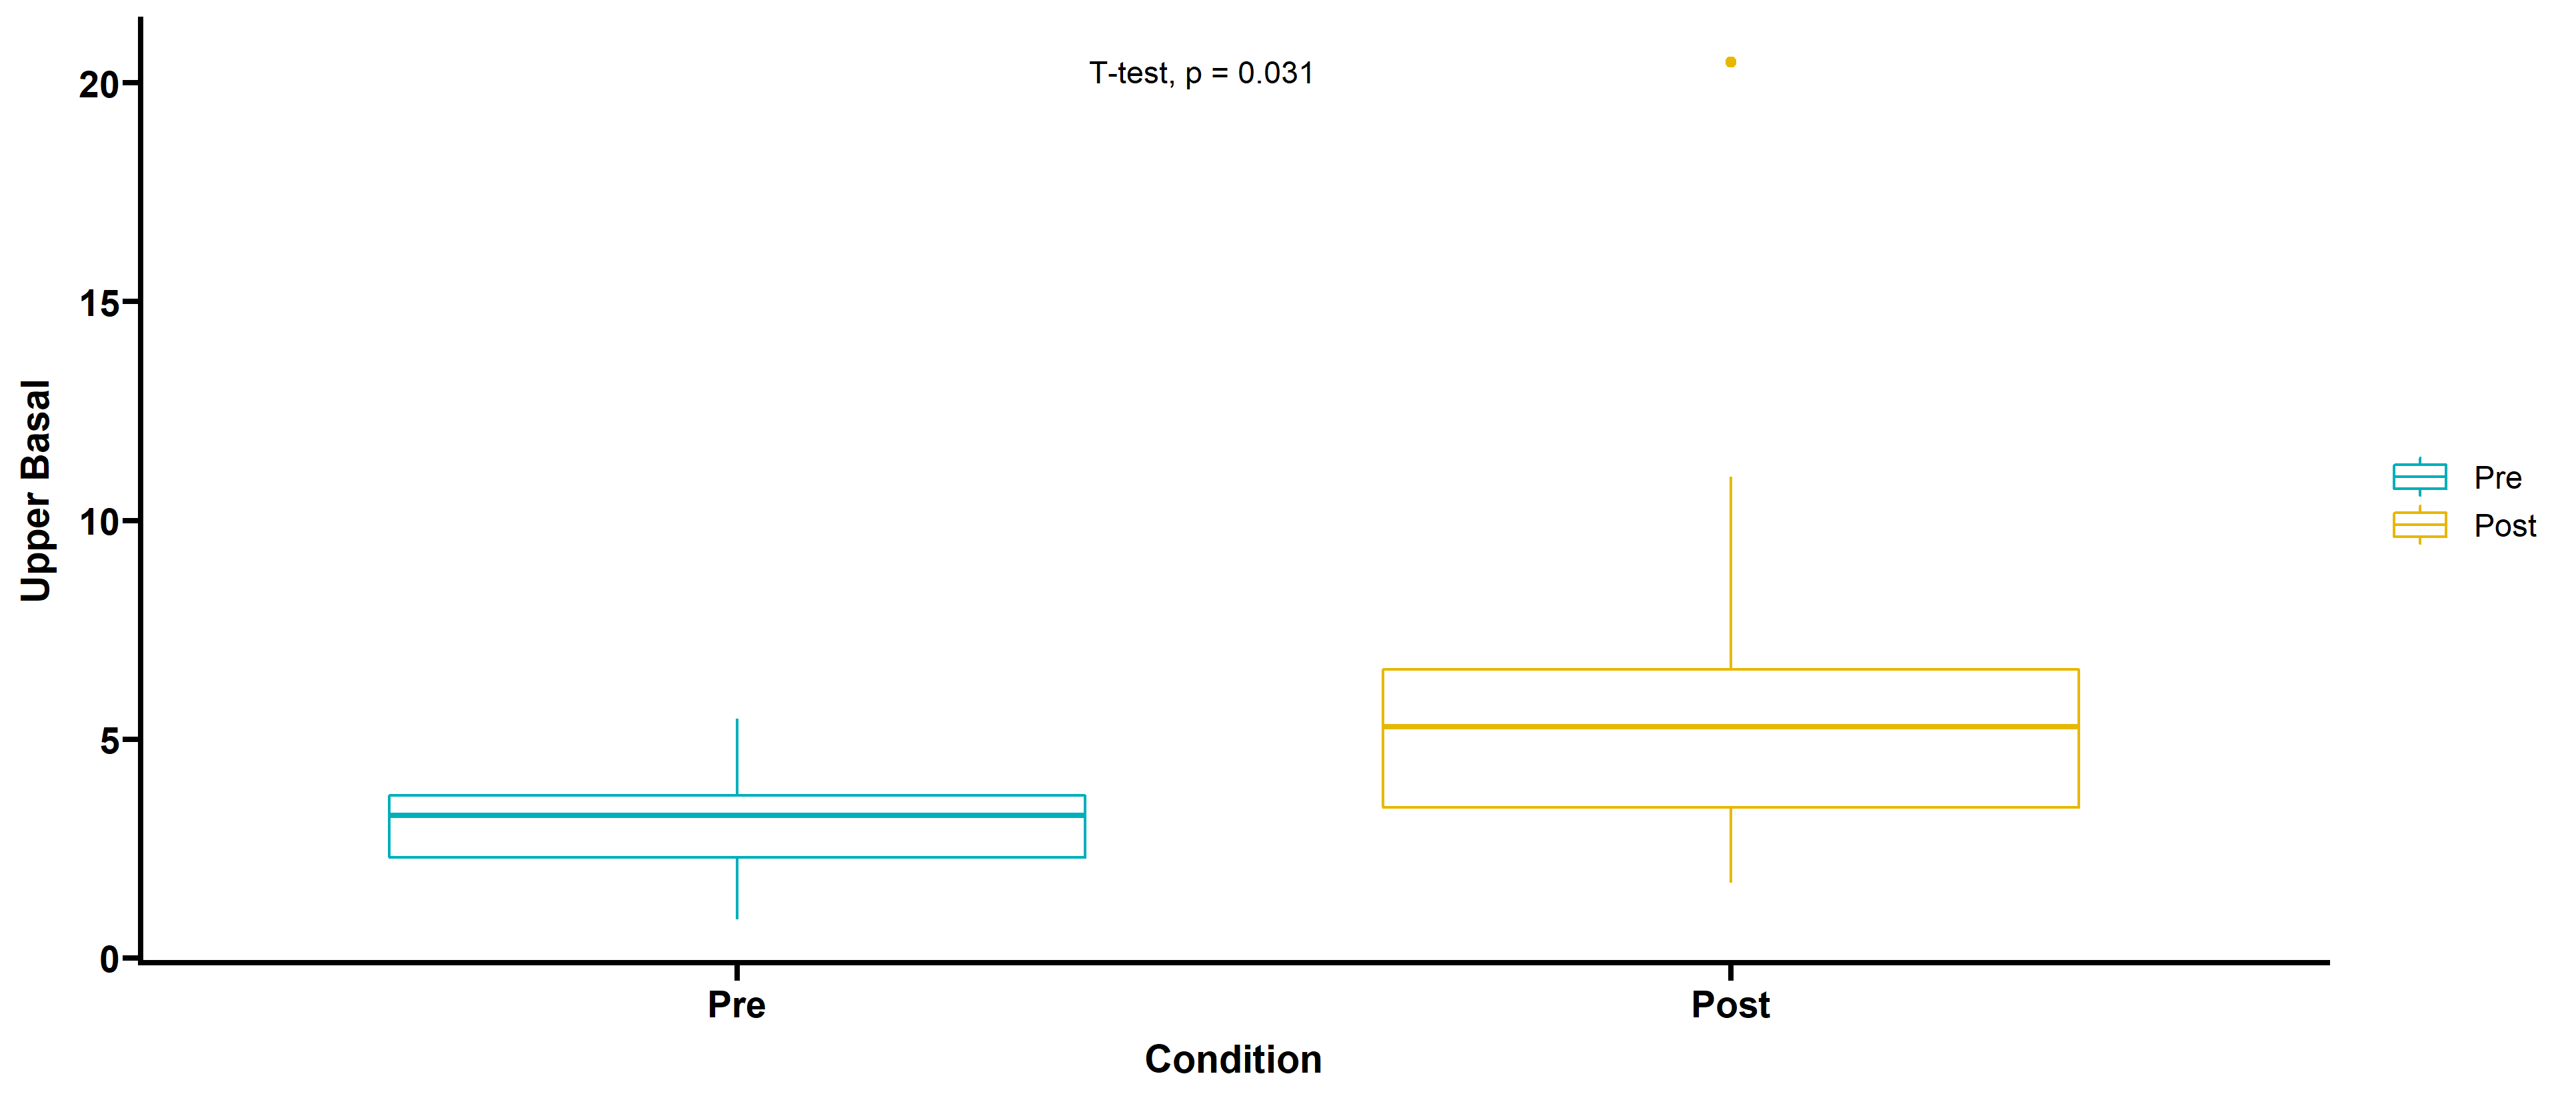 T-test, p = 0.031
20
15
10
5
0
Upper Basal
Pre
Post
Condition
Pre
Post